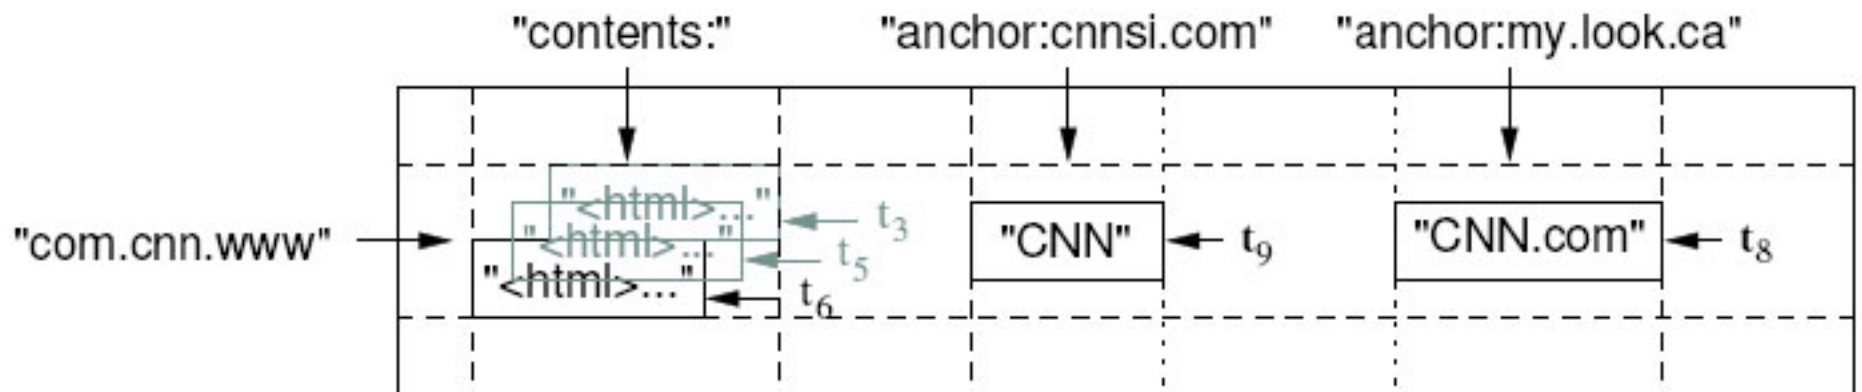 "contents:" "anchor:cnnsi.com" "anchor:my.look.ca"
"<html>..." t3
"com.cnn.www" "<html>..." t5 "CNN" t9 "CNN.com" t8
"<html>..." t6